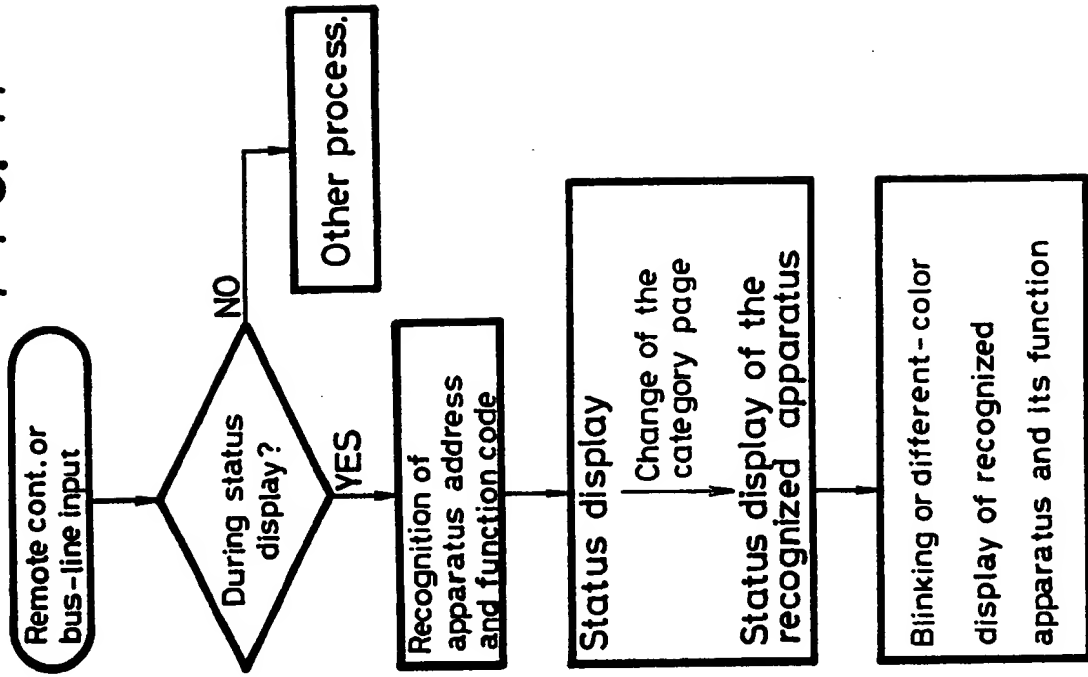 Remote cont. or
bus-line input
During status
display?
NO
YES
Other process.
Recognition of
apparatus address
and function code
Status display
Change of the
category page
Status display of the
recognized apparatus
Blinking or different-color
display of recognized
apparatus and its function